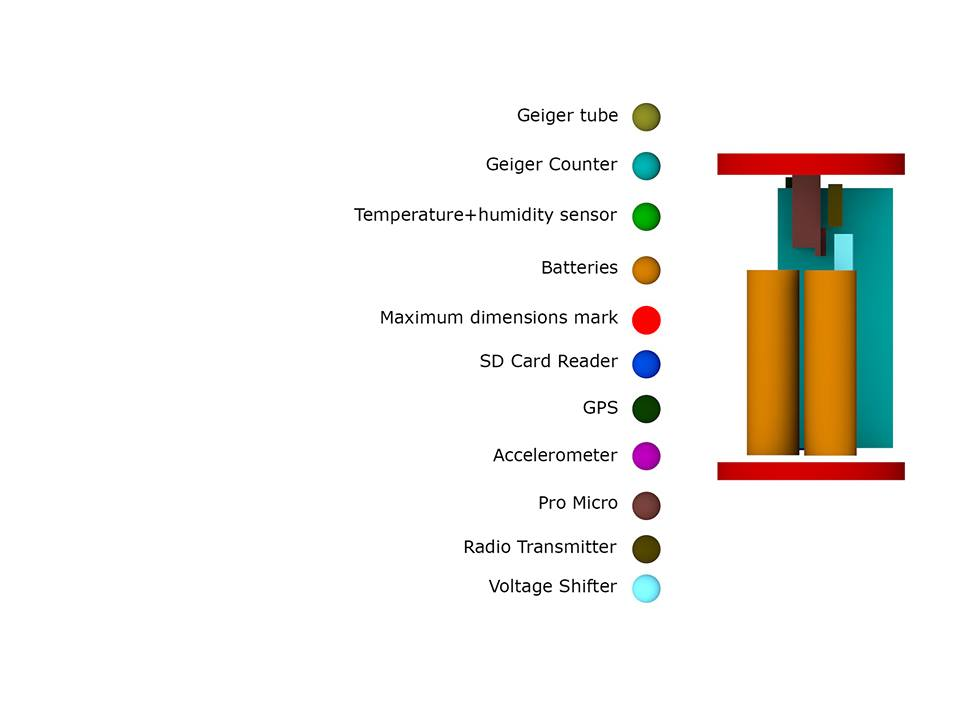 Geiger tube
Geiger Counter
Temperature+humidity sensor
Batteries
Maximum dimensions mark
SD Card Reader
GPS
Accelerometer
Pro Micro
Radio Transmitter
Voltage Shifter